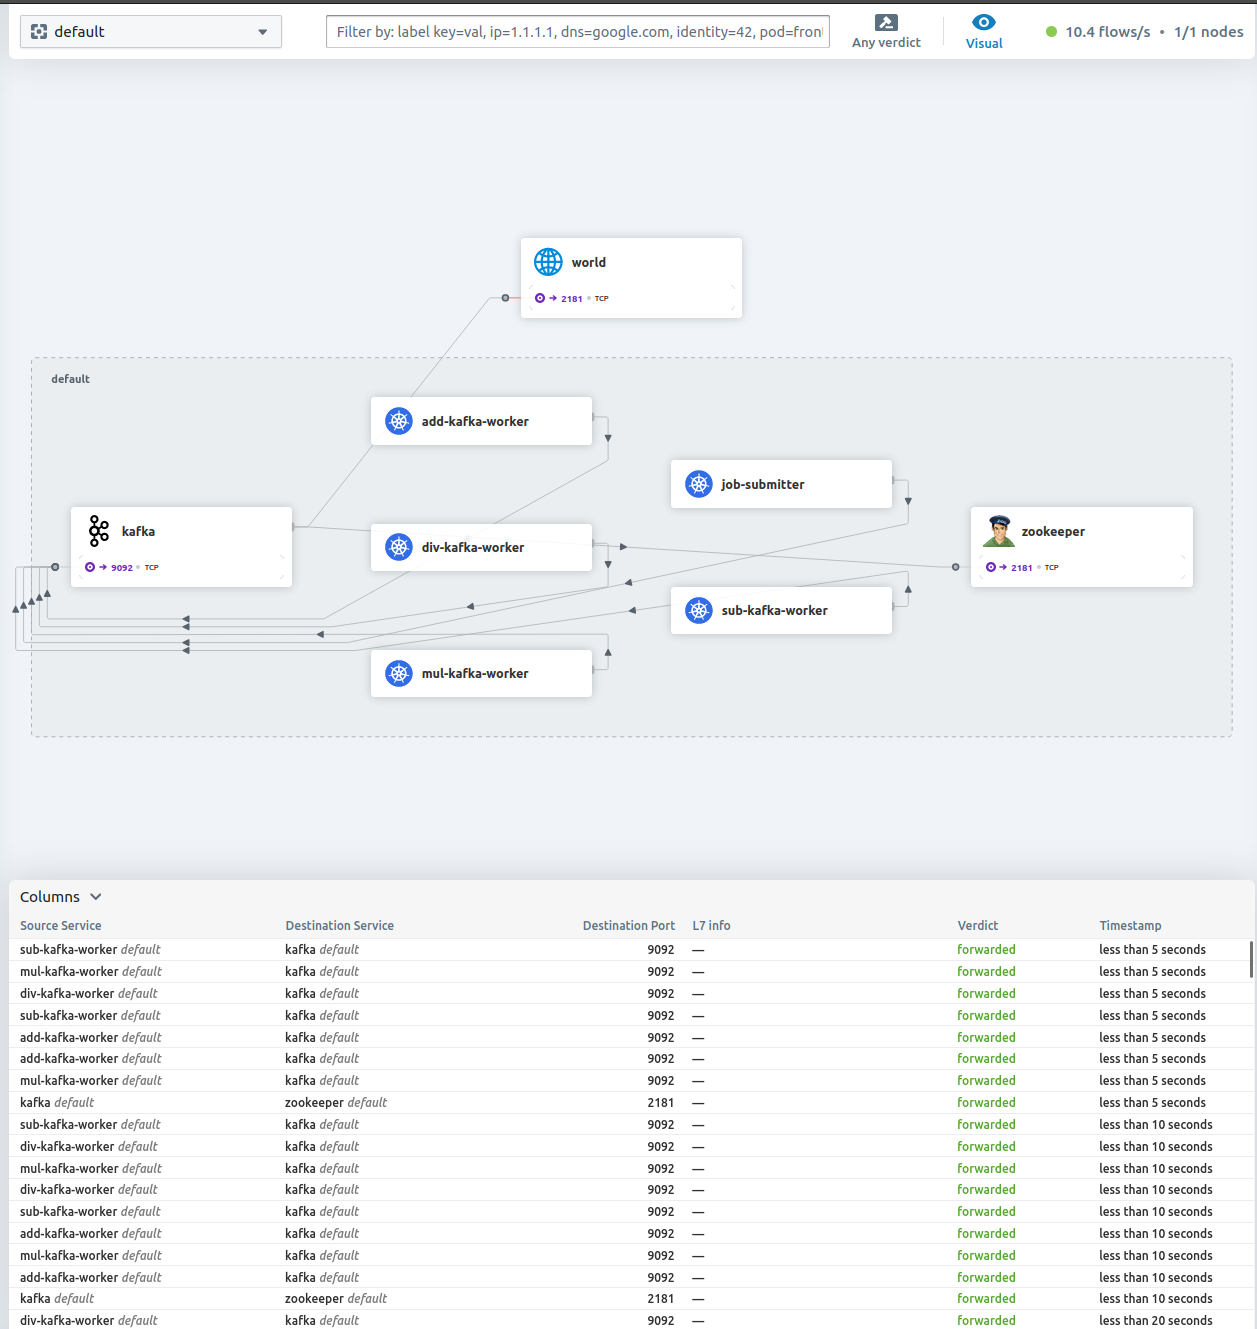 default
Filter by: label key=val, ip=1.1.1.1, dns=google.com, identity=42, pod=fron
Any verdict
Visual
10.4 flows/s • 1/1 nodes
world
→ 2181 • TCP
default
add-kafka-worker
job-submitter
kafka
→ 9092 • TCP
div-kafka-worker
zookeeper
→ 2181 • TCP
sub-kafka-worker
mul-kafka-worker
Columns
Source Service Destination Service Destination Port L7 info Verdict Timestamp
sub-kafka-worker default kafka default 9092 — forwarded less than 5 seconds
mul-kafka-worker default kafka default 9092 — forwarded less than 5 seconds
div-kafka-worker default kafka default 9092 — forwarded less than 5 seconds
sub-kafka-worker default kafka default 9092 — forwarded less than 5 seconds
add-kafka-worker default kafka default 9092 — forwarded less than 5 seconds
add-kafka-worker default kafka default 9092 — forwarded less than 5 seconds
mul-kafka-worker default kafka default 9092 — forwarded less than 5 seconds
kafka default zookeeper default 2181 — forwarded less than 5 seconds
sub-kafka-worker default kafka default 9092 — forwarded less than 10 seconds
div-kafka-worker default kafka default 9092 — forwarded less than 10 seconds
mul-kafka-worker default kafka default 9092 — forwarded less than 10 seconds
div-kafka-worker default kafka default 9092 — forwarded less than 10 seconds
sub-kafka-worker default kafka default 9092 — forwarded less than 10 seconds
add-kafka-worker default kafka default 9092 — forwarded less than 10 seconds
mul-kafka-worker default kafka default 9092 — forwarded less than 10 seconds
add-kafka-worker default kafka default 9092 — forwarded less than 10 seconds
kafka default zookeeper default 2181 — forwarded less than 10 seconds
div-kafka-worker default kafka default 9092 — forwarded less than 20 seconds